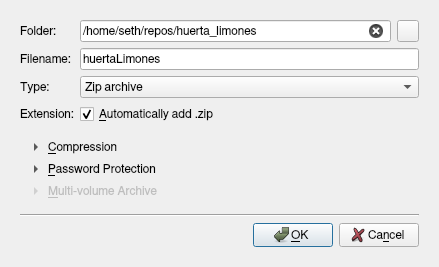 Folder: /home/seth/repos/huerta_limones
Filename: huertaLimones
Type: Zip archive
Extension: Automatically add .zip
Compression
Password Protection
Multi-volume Archive
OK Cancel